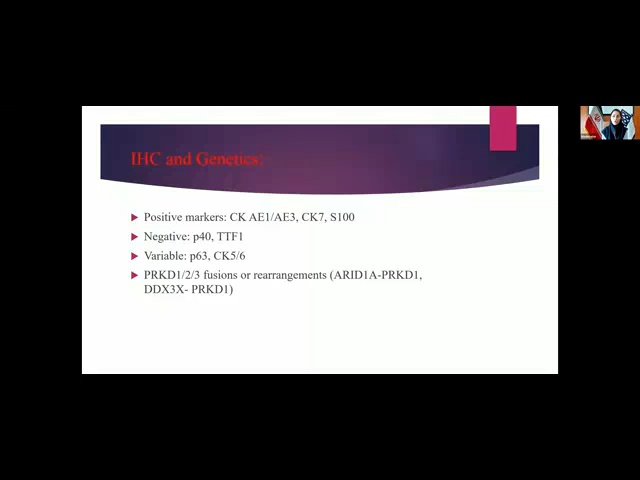 IHC and Genetics:
Positive markers: CK AE1/AE3, CK7, S100
Negative: p40, TTF1
Variable: p63, CK5/6
PRKD1/2/3 fusions or rearrangements (ARID1A-PRKD1,
DDX3X- PRKD1)